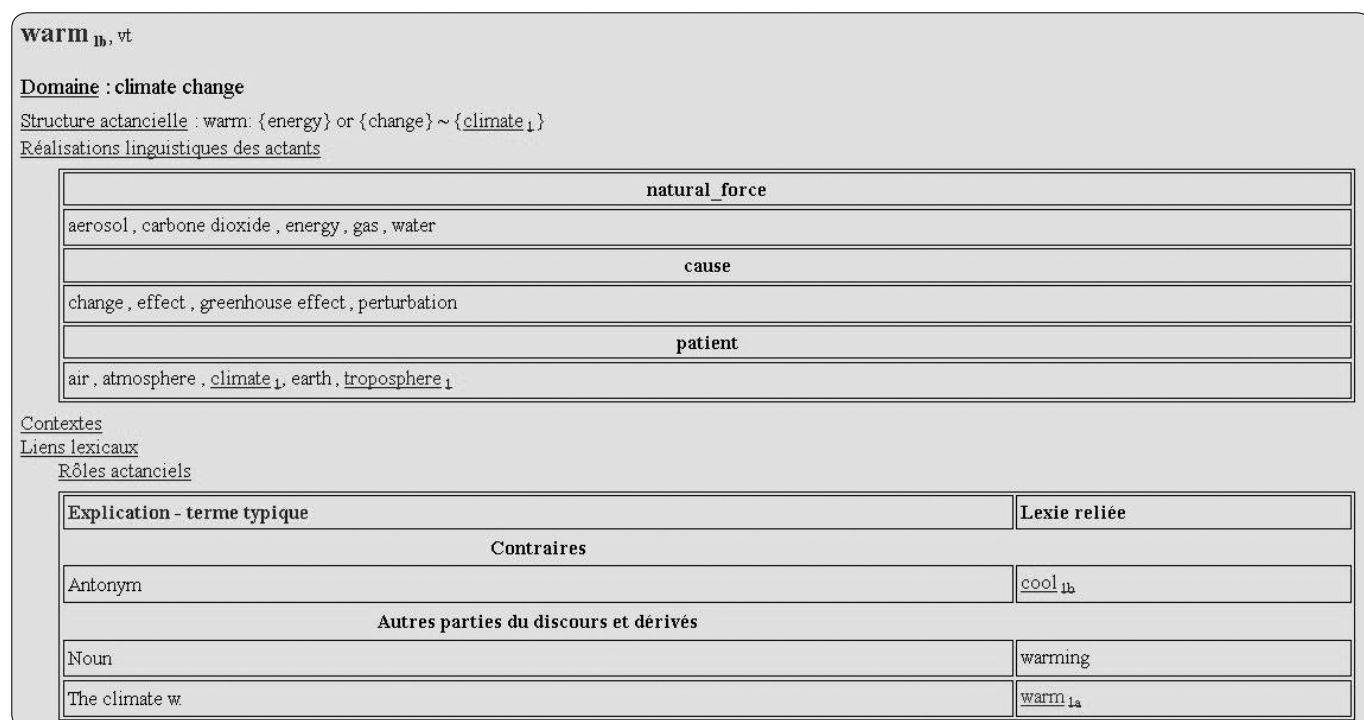 warm 1b, vt
Domaine : climate change
Structure actancielle : warm: {energy} or {change} ~ {climate 1}
Réalisations linguistiques des actants
natural_force
aerosol , carbone dioxide , energy , gas , water
cause
change , effect , greenhouse effect , perturbation
patient
air , atmosphere , climate 1, earth , troposphere 1
Contextes
Liens lexicaux
Rôles actanciels
Explication - terme typique Lexie reliée
Contraires
Antonym cool 1b
Autres parties du discours et dérivés
Noun warming
The climate w. warm 1a